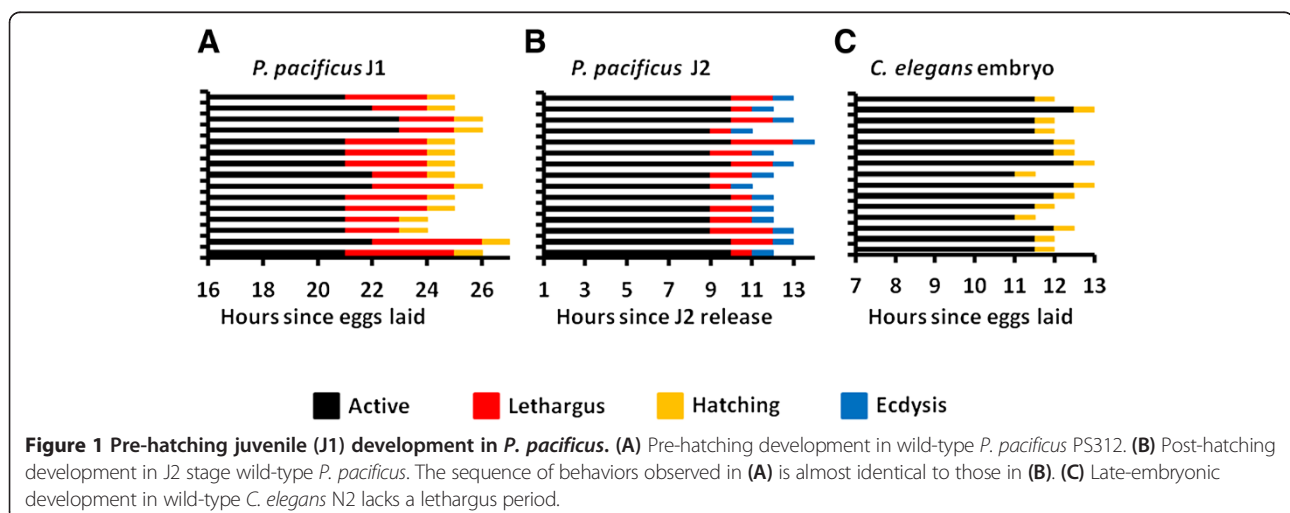 A
B
C
P. pacificus J1
P. pacificus J2
C. elegans embryo
16 18 20 22 24 26
1 3 5 7 9 11 13
7 8 9 10 11 12 13
Hours since eggs laid
Hours since J2 release
Hours since eggs laid
Active
Lethargus
Hatching
Ecdysis
Figure 1 Pre-hatching juvenile (J1) development in P. pacificus. (A) Pre-hatching development in wild-type P. pacificus PS312. (B) Post-hatching
development in J2 stage wild-type P. pacificus. The sequence of behaviors observed in (A) is almost identical to those in (B). (C) Late-embryonic
development in wild-type C. elegans N2 lacks a lethargus period.